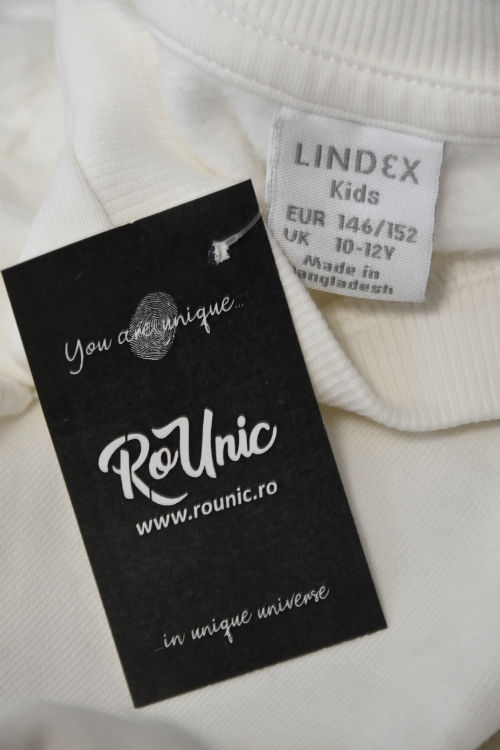 LINDEX
Kids
EUR 146/152
UK 10-12Y
Made in
angladesh
You are unique...
RoUnic
www.rounic.ro
...in unique universe